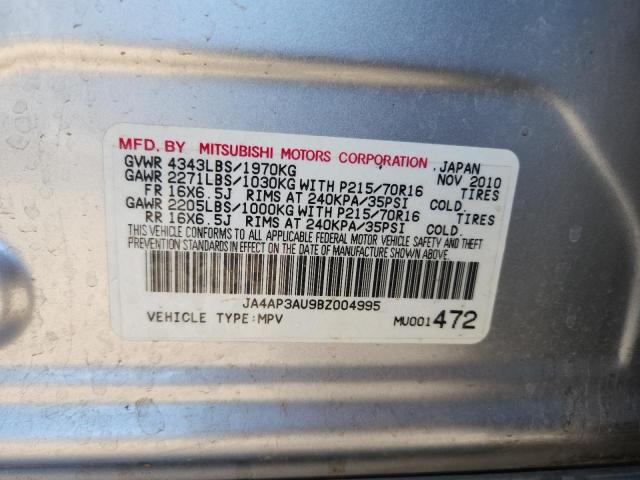 MFD. BY MITSUBISHI MOTORS CORPORATION, JAPAN
GVWR 4343LBS/1970KG NOV 2010
GAWR 2271LBS/1030KG WITH P215/70R16 TIRES
FR 16X6.5J RIMS AT 240KPA/35PSI COLD.
GAWR 2205LBS/1000KG WITH P215/70R16 TIRES
RR 16X6.5J RIMS AT 240KPA/35PSI COLD.
THIS VEHICLE CONFORMS TO ALL APPLICABLE FEDERAL MOTOR VEHICLE SAFETY AND THEFT
PREVENTION STANDARDS IN EFFECT ON THE DATE OF MANUFACTURE SHOWN ABOVE.
JA4AP3AU9BZ004995
VEHICLE TYPE:MPV MU001472